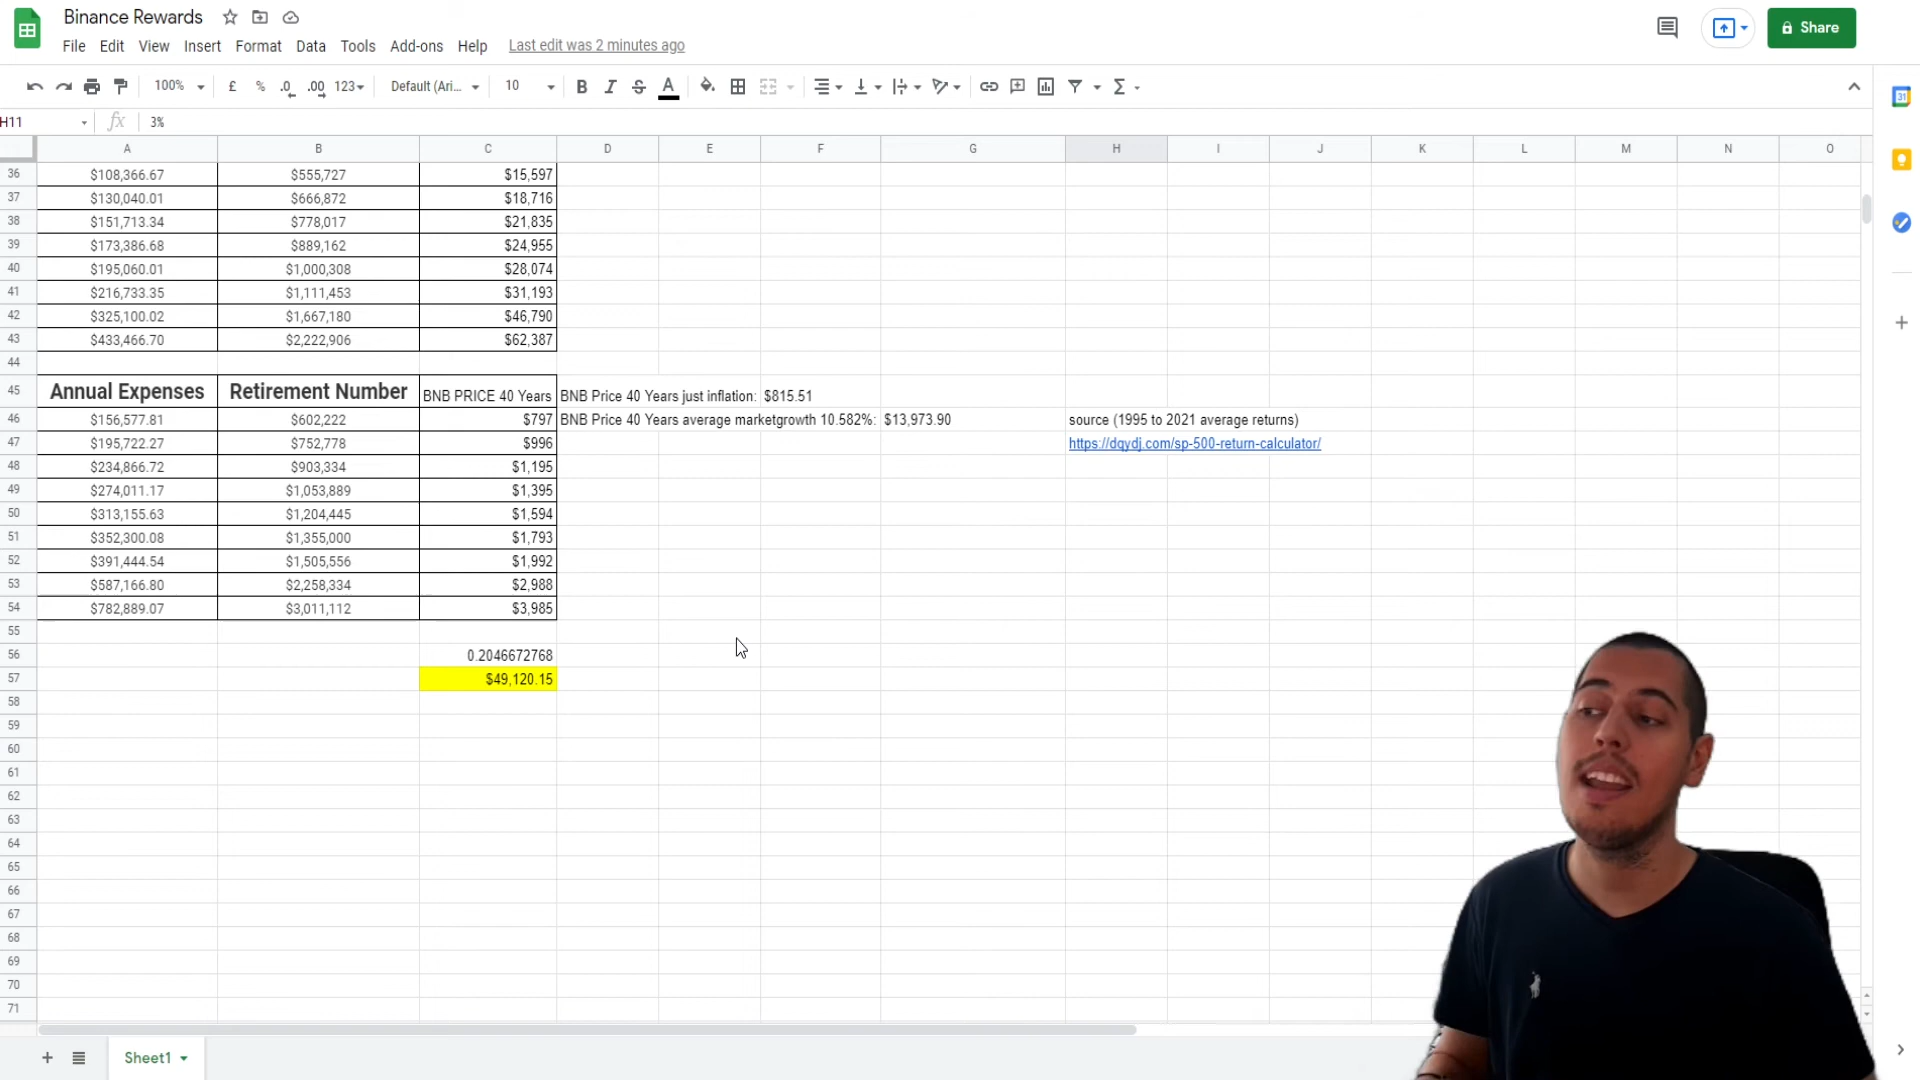 Binance Rewards
File Edit View Insert Format Data Tools Add-ons Help Last edit was 2 minutes ago
Share
100% £ % .0 .00 123 Default (Ari... 10 B I S A Σ
H11 fx 3%
A B C D E F G H I J K L M N O
36 $108,366.67 $555,727 $15,597
37 $130,040.01 $666,872 $18,716
38 $151,713.34 $778,017 $21,835
39 $173,386.68 $889,162 $24,955
40 $195,060.01 $1,000,308 $28,074
41 $216,733.35 $1,111,453 $31,193
42 $325,100.02 $1,667,180 $46,790
43 $433,466.70 $2,222,906 $62,387
44
45 Annual Expenses Retirement Number BNB PRICE 40 Years BNB Price 40 Years just inflation: $815.51
46 $156,577.81 $602,222 $797 BNB Price 40 Years average marketgrowth 10.582%: $13,973.90 source (1995 to 2021 average returns)
47 $195,722.27 $752,778 $996 https://dqydj.com/sp-500-return-calculator/
48 $234,866.72 $903,334 $1,195
49 $274,011.17 $1,053,889 $1,395
50 $313,155.63 $1,204,445 $1,594
51 $352,300.08 $1,355,000 $1,793
52 $391,444.54 $1,505,556 $1,992
53 $587,166.80 $2,258,334 $2,988
54 $782,889.07 $3,011,112 $3,985
55
56 0.2046672768
57 $49,120.15
58
59
60
61
62
63
64
65
66
67
68
69
70
71
Sheet1
31